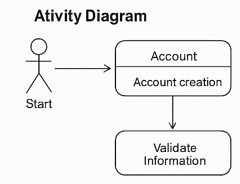 Ativity Diagram
Account
Account creation
Start
Validate
Information